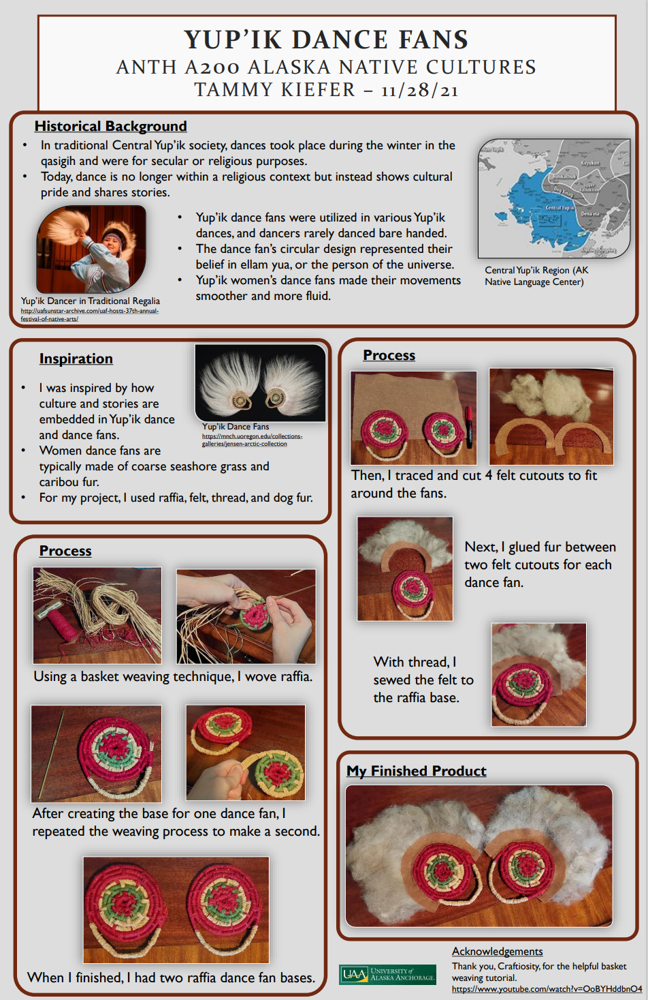 YUP'IK DANCE FANS
ANTH A200 ALASKA NATIVE CULTURES
TAMMY KIEFER – 11/28/21
Historical Background
• In traditional Central Yup'ik society, dances took place during the winter in the
qasigih and were for secular or religious purposes.
• Today, dance is no longer within a religious context but instead shows cultural
pride and shares stories.
Yup'ik Dancer in Traditional Regalia
http://uafsunstar-archive.com/uaf-hosts-37th-annual-
festival-of-native-arts/
• Yup'ik dance fans were utilized in various Yup'ik
dances, and dancers rarely danced bare handed.
• The dance fan's circular design represented their
belief in ellam yua, or the person of the universe.
• Yup'ik women's dance fans made their movements
smoother and more fluid.
Koyukon
Deg Xinag
Central Yup'ik
Dena'ina
Central Yup'ik Region (AK
Native Language Center)
Inspiration
• I was inspired by how
culture and stories are
embedded in Yup'ik dance
and dance fans.
• Women dance fans are
typically made of coarse seashore grass and
caribou fur.
• For my project, I used raffia, felt, thread, and dog fur.
Yup'ik Dance Fans
https://mnch.uoregon.edu/collections-
galleries/jensen-arctic-collection
Process
Using a basket weaving technique, I wove raffia.
After creating the base for one dance fan, I
repeated the weaving process to make a second.
When I finished, I had two raffia dance fan bases.
Process
Then, I traced and cut 4 felt cutouts to fit
around the fans.
Next, I glued fur between
two felt cutouts for each
dance fan.
With thread, I
sewed the felt to
the raffia base.
My Finished Product
UAA UNIVERSITY of
ALASKA ANCHORAGE.
Acknowledgements
Thank you, Craftiosity, for the helpful basket
weaving tutorial.
https://www.youtube.com/watch?v=OoBYHddbnO4